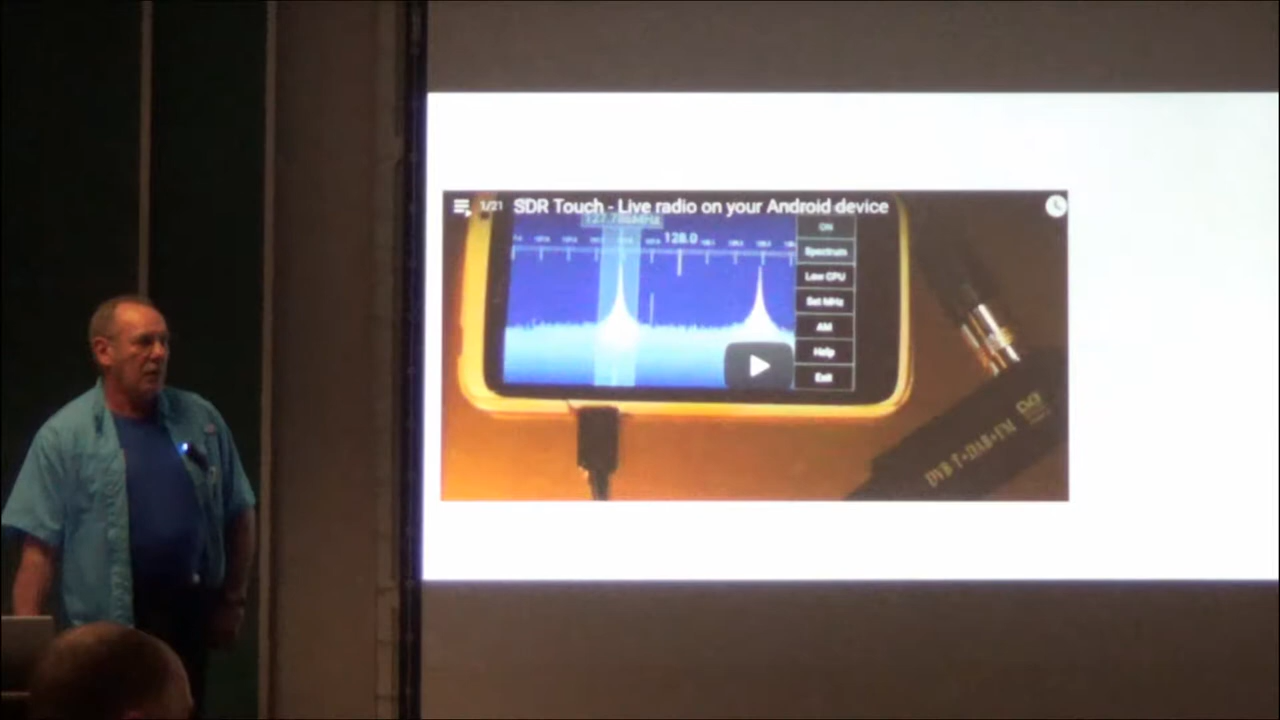 1/21 SDR Touch - Live radio on your Android device
128.0
ON
Spectrum
Low CPU
Set MHz
AM
Help
Exit
DVB-T+DAB+FM